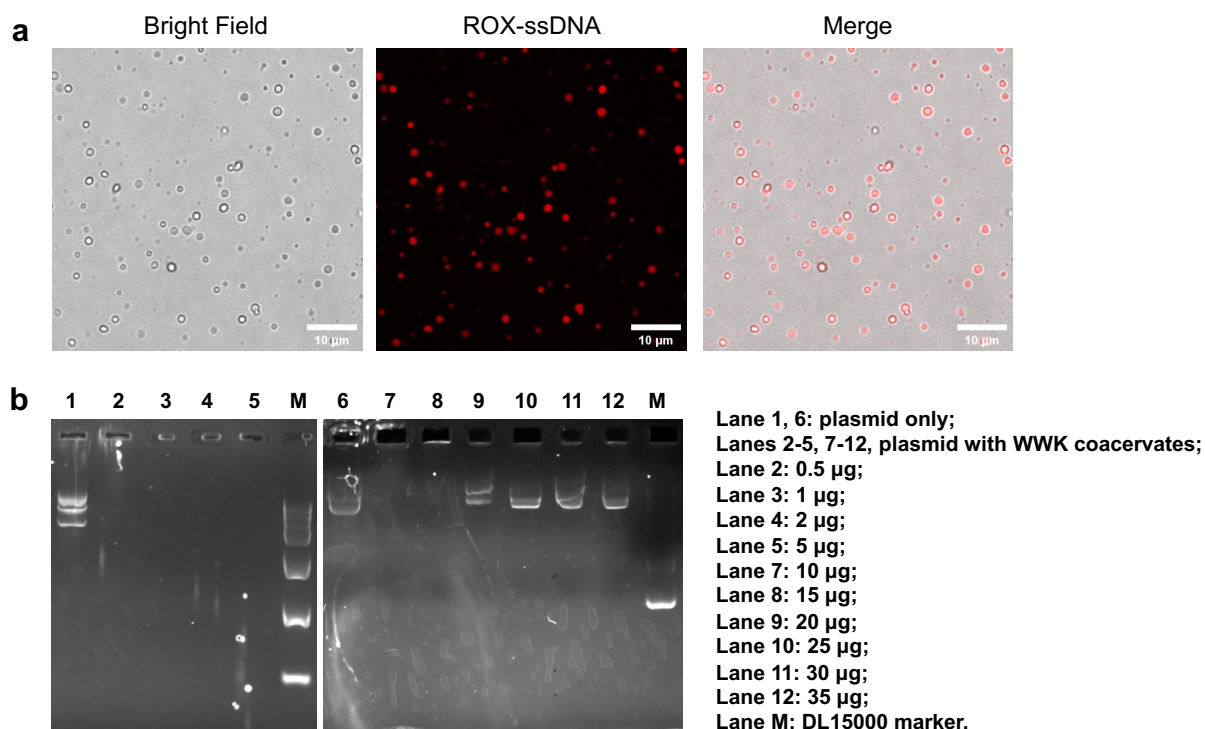 a
Bright Field
ROX-ssDNA
Merge
10 μm
10 μm
10 μm
b
1 2 3 4 5 M 6 7 8 9 10 11 12 M
Lane 1, 6: plasmid only;
Lanes 2-5, 7-12, plasmid with WWK coacervates;
Lane 2: 0.5 μg;
Lane 3: 1 μg;
Lane 4: 2 μg;
Lane 5: 5 μg;
Lane 7: 10 μg;
Lane 8: 15 μg;
Lane 9: 20 μg;
Lane 10: 25 μg;
Lane 11: 30 μg;
Lane 12: 35 μg;
Lane M: DL15000 marker.